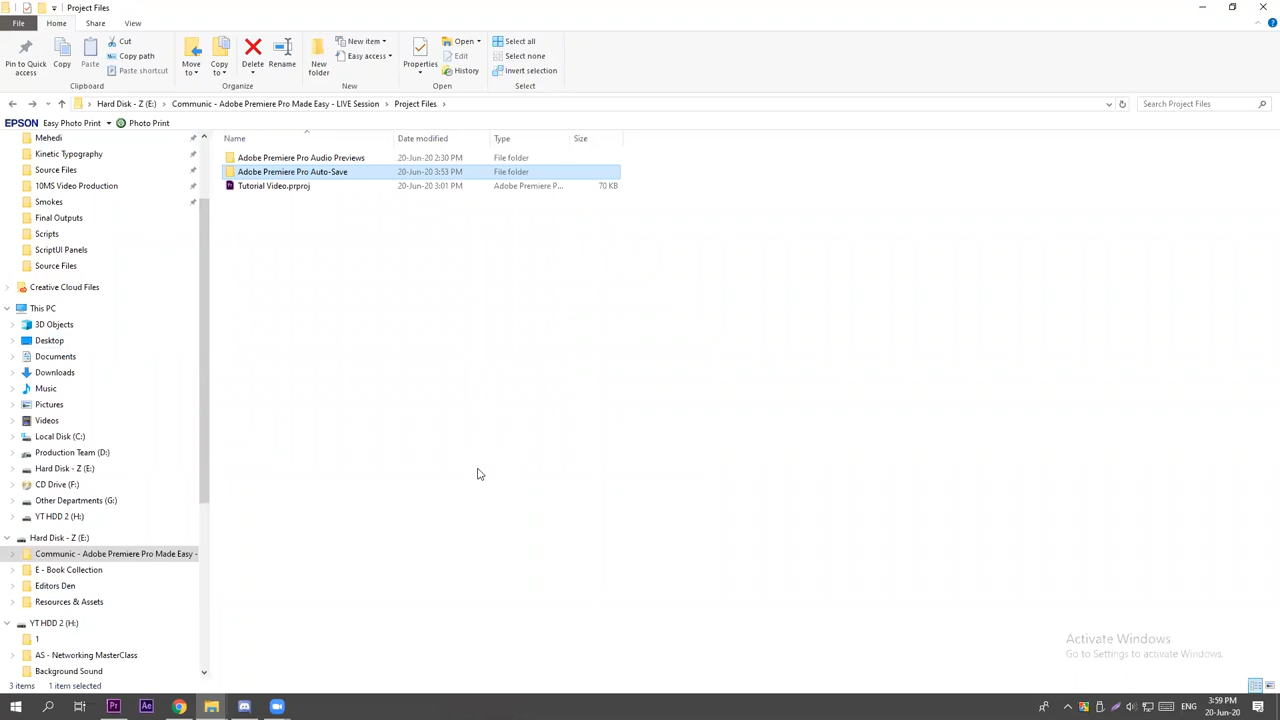 Project Files
File
Home
Share
View
Pin to Quick access
Copy
Paste
Cut
Copy path
Paste shortcut
Clipboard
Move to
Copy to
Delete
Rename
Organize
New folder
New item
Easy access
New
Properties
Open
Edit
History
Open
Select all
Select none
Invert selection
Select
Hard Disk - Z (E:) > Communic - Adobe Premiere Pro Made Easy - LIVE Session > Project Files >
Search Project Files
EPSON Easy Photo Print Photo Print
Name Date modified Type Size
Adobe Premiere Pro Audio Previews 20-Jun-20 2:30 PM File folder
Adobe Premiere Pro Auto-Save 20-Jun-20 3:53 PM File folder
Tutorial Video.prproj 20-Jun-20 3:01 PM Adobe Premiere P... 70 KB
Mehedi
Kinetic Typography
Source Files
10MS Video Production
Smokes
Final Outputs
Scripts
ScriptUI Panels
Source Files
Creative Cloud Files
This PC
3D Objects
Desktop
Documents
Downloads
Music
Pictures
Videos
Local Disk (C:)
Production Team (D:)
Hard Disk - Z (E:)
CD Drive (F:)
Other Departments (G:)
YT HDD 2 (H:)
Hard Disk - Z (E:)
Communic - Adobe Premiere Pro Made Easy -
E - Book Collection
Editors Den
Resources & Assets
YT HDD 2 (H:)
1
AS - Networking MasterClass
Background Sound
Activate Windows
Go to Settings to activate Windows.
3 items 1 item selected
Pr
Ae
3:59 PM
20-Jun-20